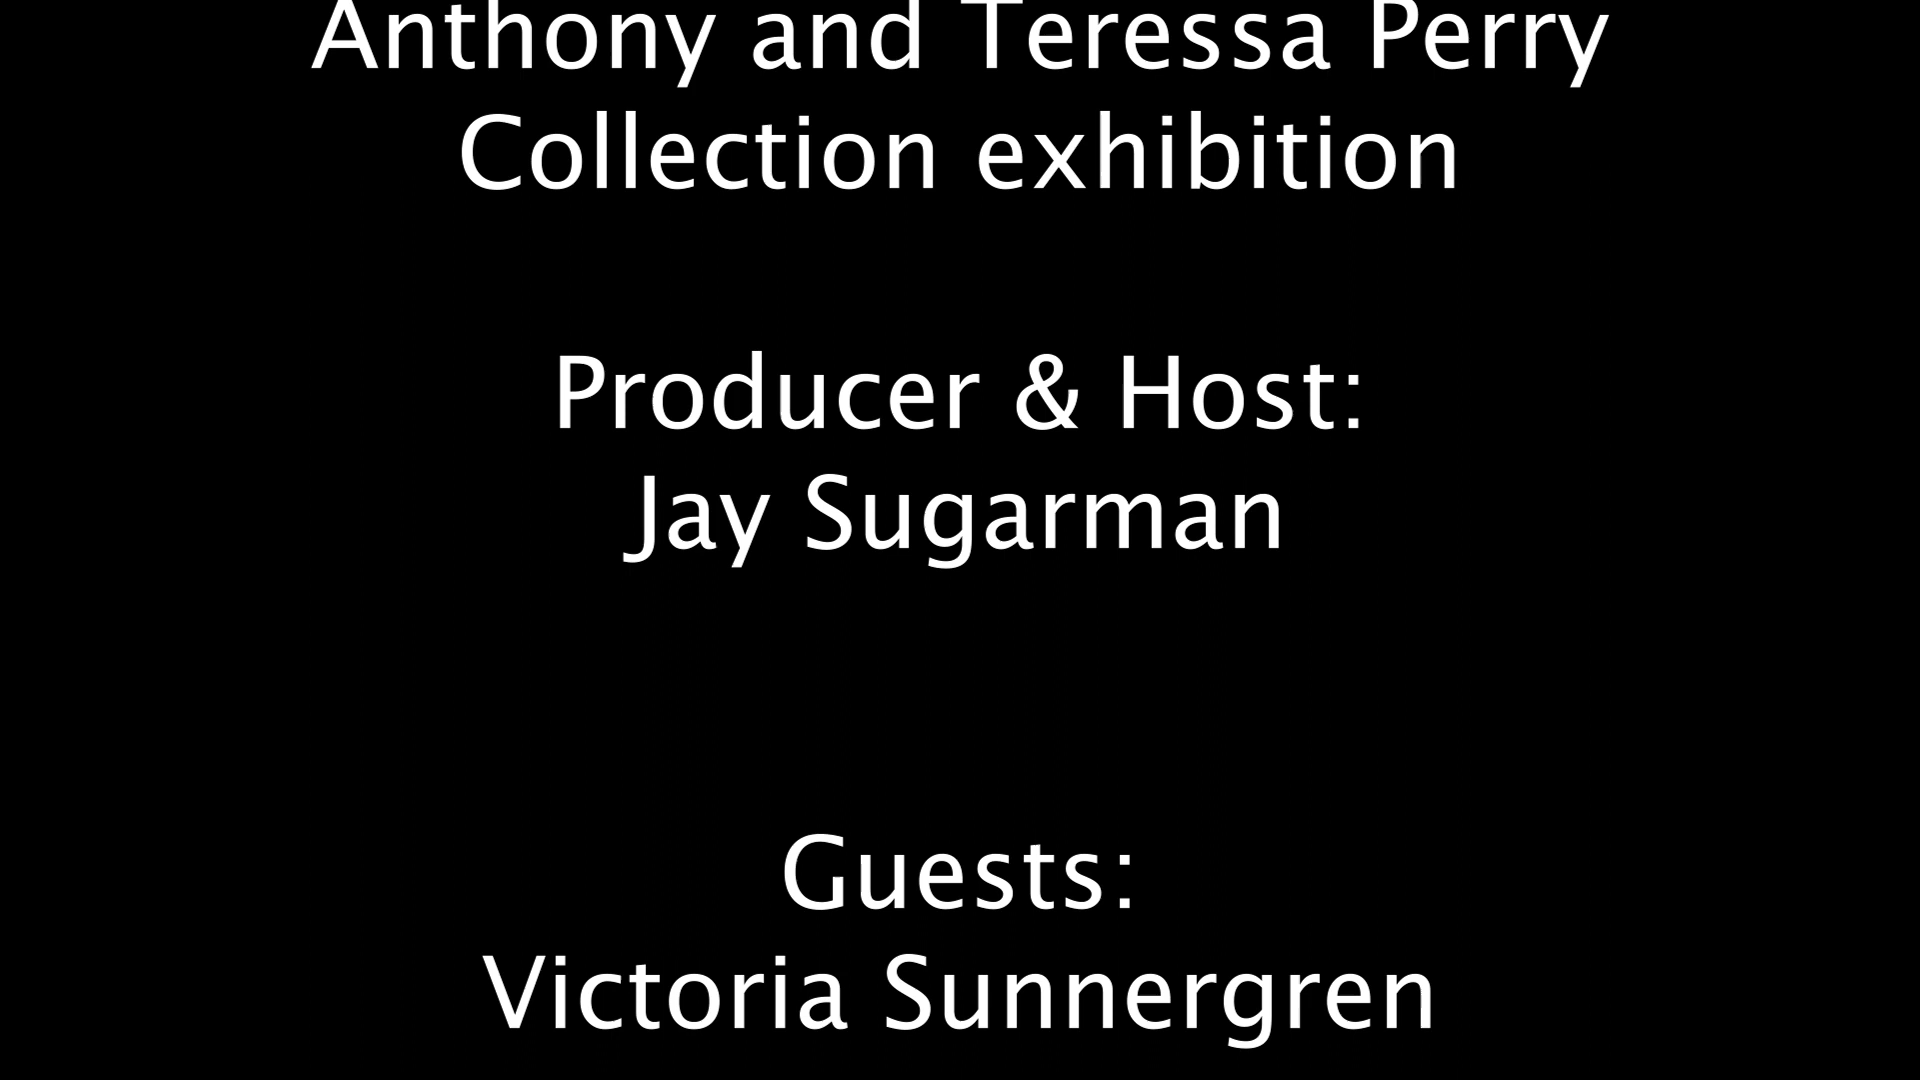 Anthony and Teressa Perry
Collection exhibition
Producer & Host:
Jay Sugarman
Guests:
Victoria Sunnergren